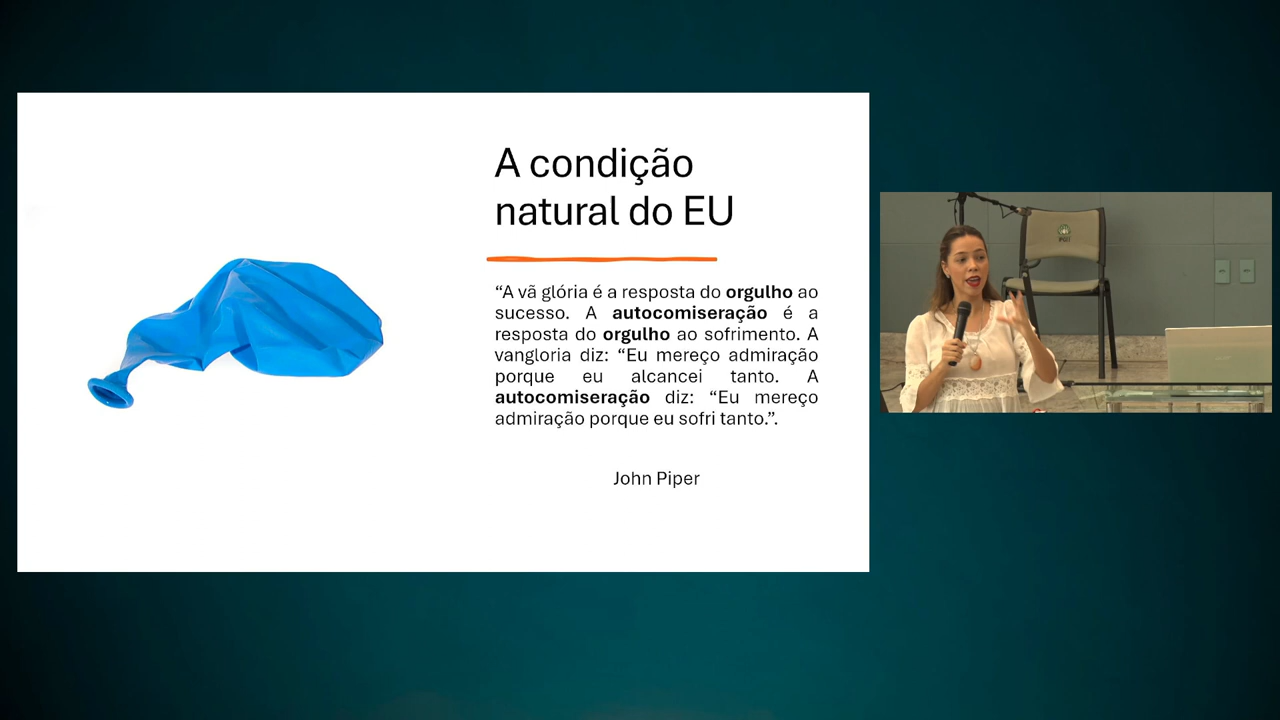 A condição
natural do EU
“A vã glória é a resposta do orgulho ao
sucesso. A autocomiseração é a
resposta do orgulho ao sofrimento. A
vangloria diz: “Eu mereço admiração
porque eu alcancei tanto. A
autocomiseração diz: “Eu mereço
admiração porque eu sofri tanto.”.
John Piper